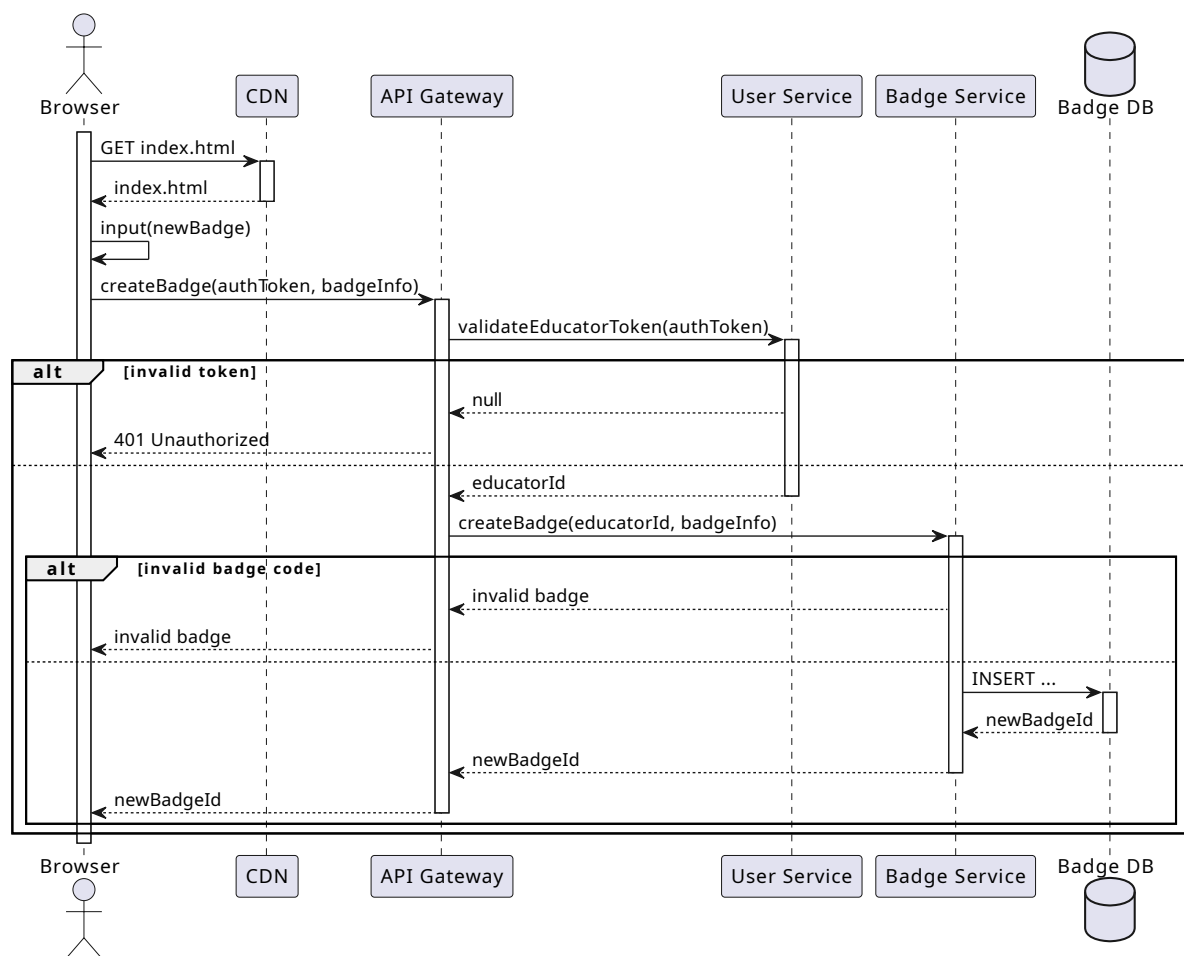 Browser
CDN
API Gateway
User Service
Badge Service
Badge DB
GET index.html
index.html
input(newBadge)
createBadge(authToken, badgeInfo)
validateEducatorToken(authToken)
alt
[invalid token]
null
401 Unauthorized
educatorId
createBadge(educatorId, badgeInfo)
alt
[invalid badge code]
invalid badge
invalid badge
INSERT ...
newBadgeId
newBadgeId
newBadgeId
Browser
CDN
API Gateway
User Service
Badge Service
Badge DB